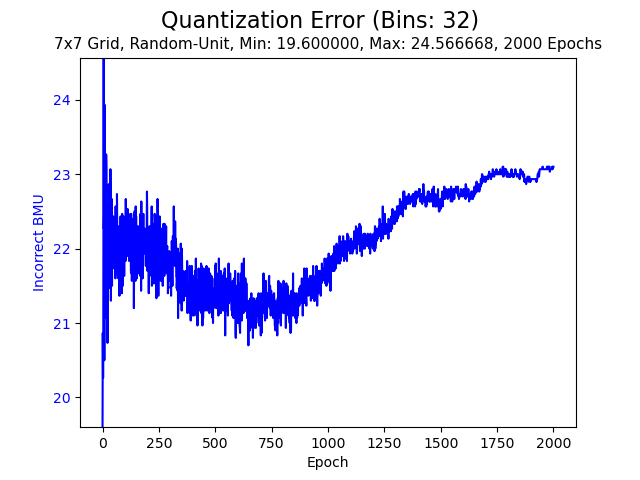 Quantization Error (Bins: 32)
7x7 Grid, Random-Unit, Min: 19.600000, Max: 24.566668, 2000 Epochs
24
23
22
21
20
Incorrect BMU
0 250 500 750 1000 1250 1500 1750 2000
Epoch